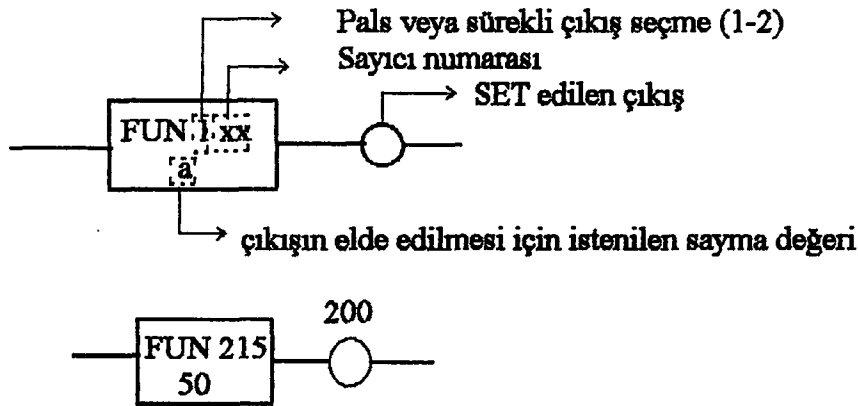 Pals veya sürekli çıkış seçme (1-2)
Sayıcı numarası
SET edilen çıkış
FUN 1 xx
a
çıkışın elde edilmesi için istenilen sayma değeri
200
FUN 215
50